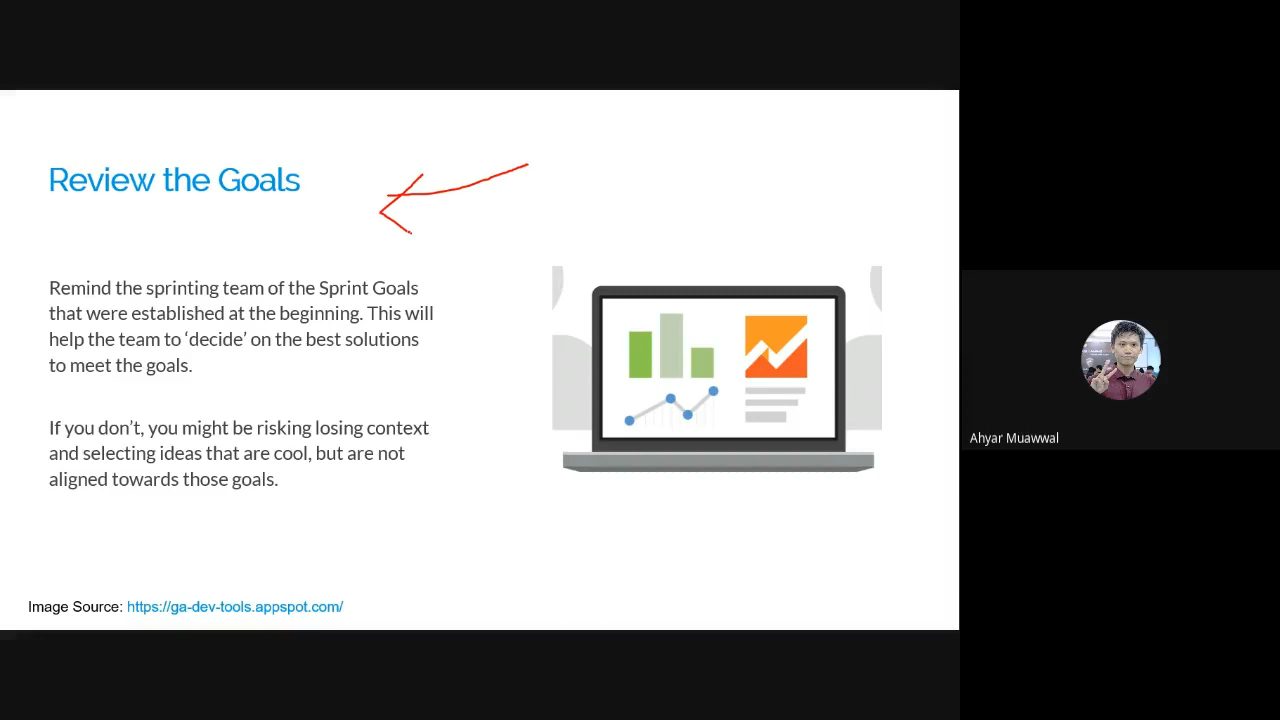 Review the Goals
Remind the sprinting team of the Sprint Goals
that were established at the beginning. This will
help the team to ‘decide’ on the best solutions
to meet the goals.
If you don’t, you might be risking losing context
and selecting ideas that are cool, but are not
aligned towards those goals.
Image Source: https://ga-dev-tools.appspot.com/
Ahyar Muawwal